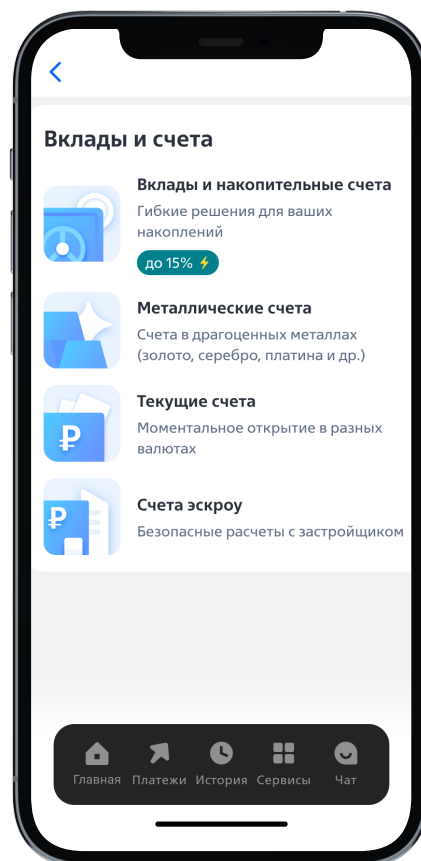 Вклады и счета
Вклады и накопительные счета
Гибкие решения для ваших
накоплений
до 15%
Металлические счета
Счета в драгоценных металлах
(золото, серебро, платина и др.)
₽
Текущие счета
Моментальное открытие в разных
валютах
₽
Счета эскроу
Безопасные расчеты с застройщиком
Главная Платежи История Сервисы Чат